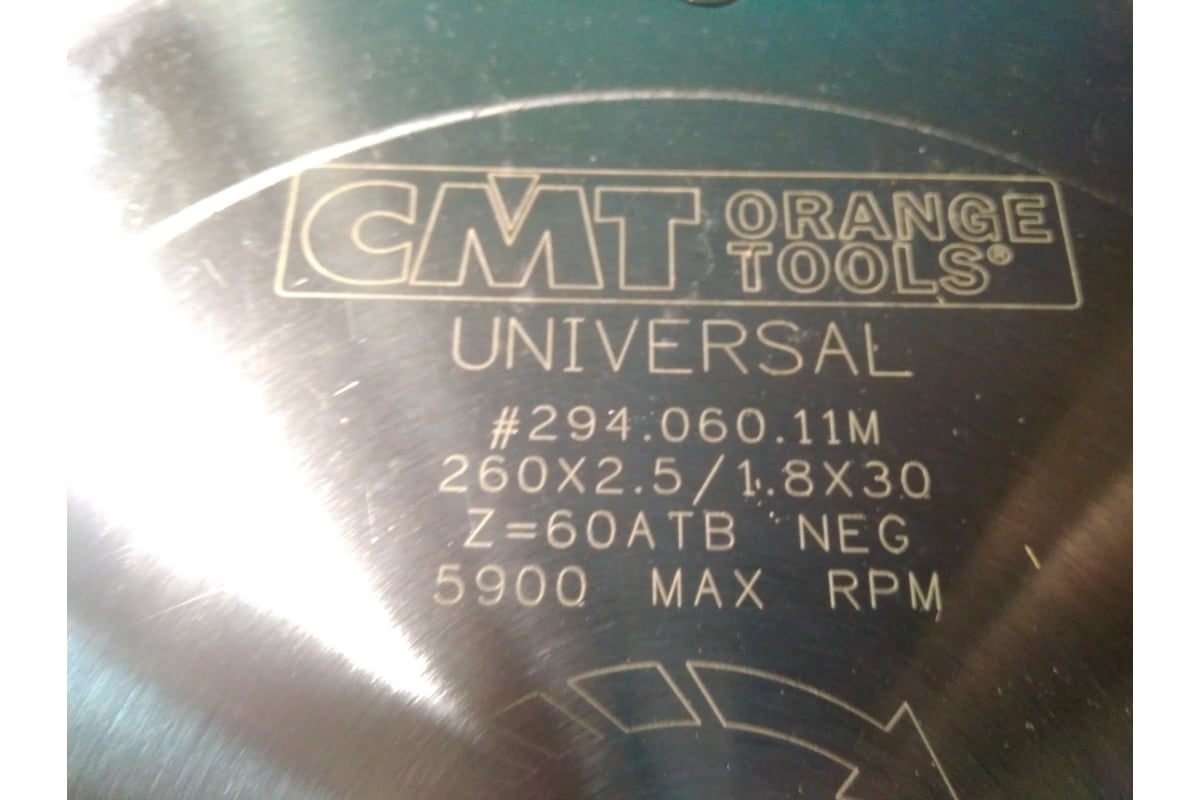 CMT ORANGE
TOOLS®
UNIVERSAL
#294.060.11M
260X2.5/1.8X30
Z=60ATB NEG
5900 MAX RPM